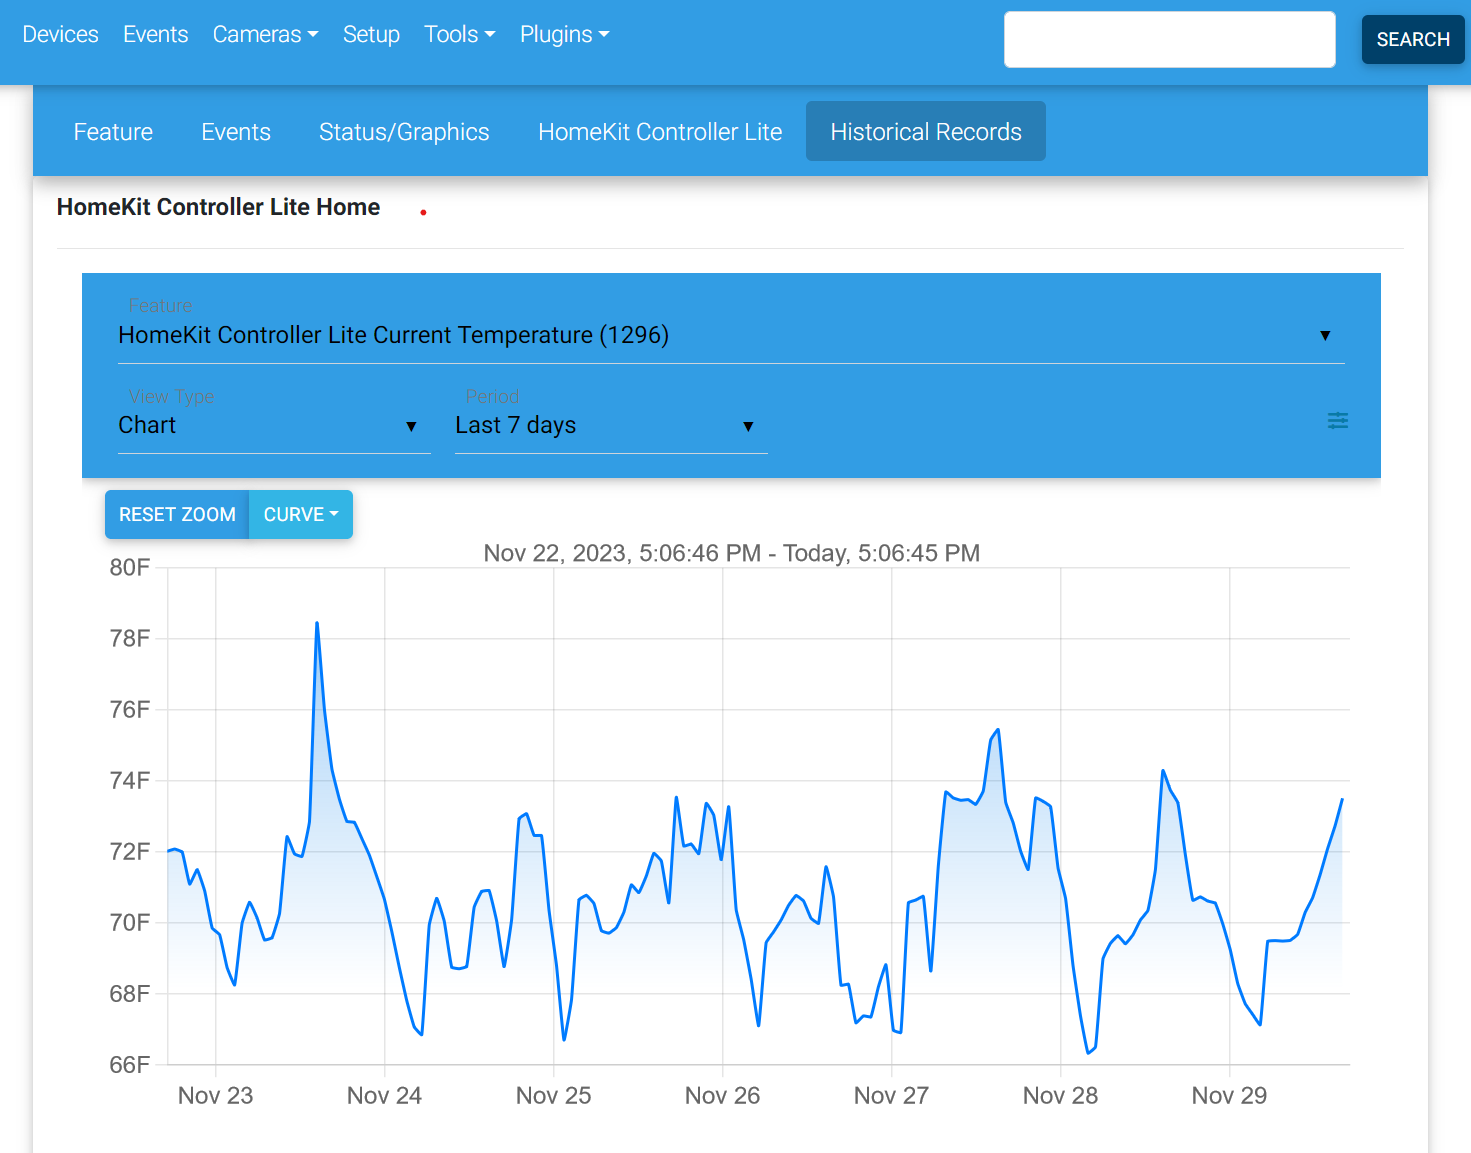 Devices Events Cameras Setup Tools Plugins SEARCH
Feature Events Status/Graphics HomeKit Controller Lite Historical Records
HomeKit Controller Lite Home
Feature
HomeKit Controller Lite Current Temperature (1296)
View Type Period
Chart Last 7 days
RESET ZOOM CURVE
Nov 22, 2023, 5:06:46 PM - Today, 5:06:45 PM
80F
78F
76F
74F
72F
70F
68F
66F
Nov 23 Nov 24 Nov 25 Nov 26 Nov 27 Nov 28 Nov 29